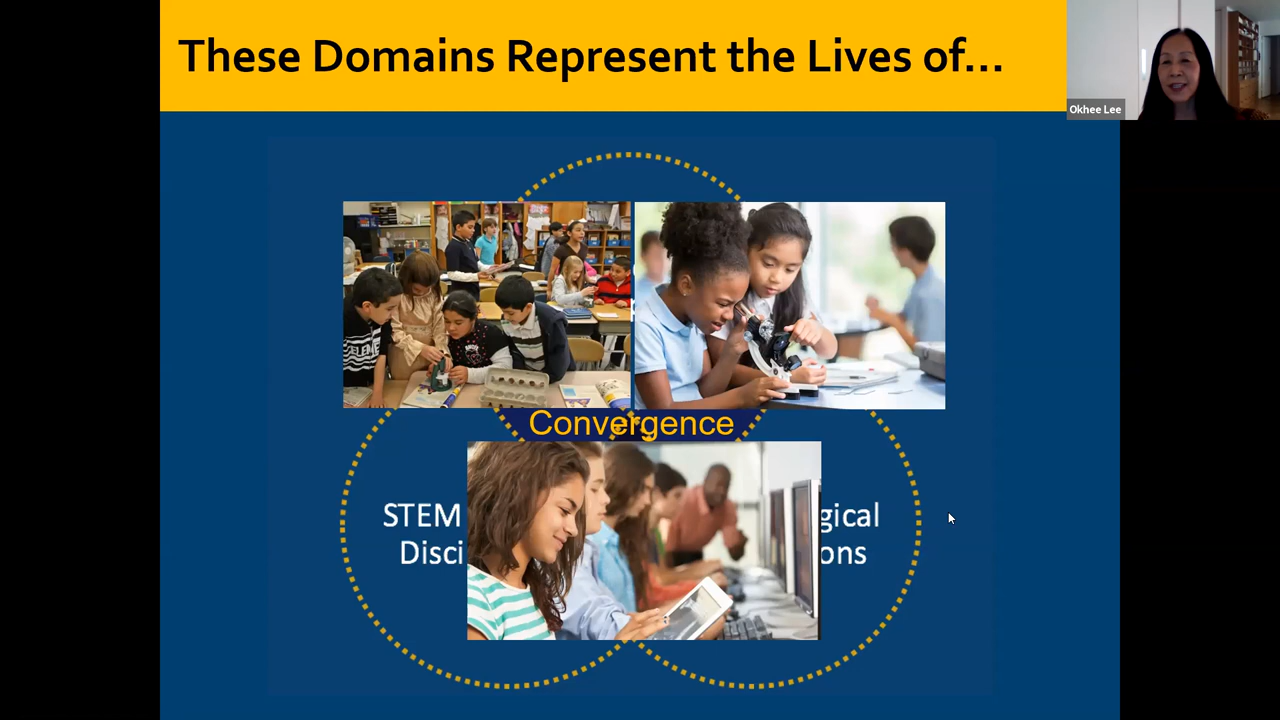 These Domains Represent the Lives of...
Okhee Lee
Convergence
STEM gical
Disci ons